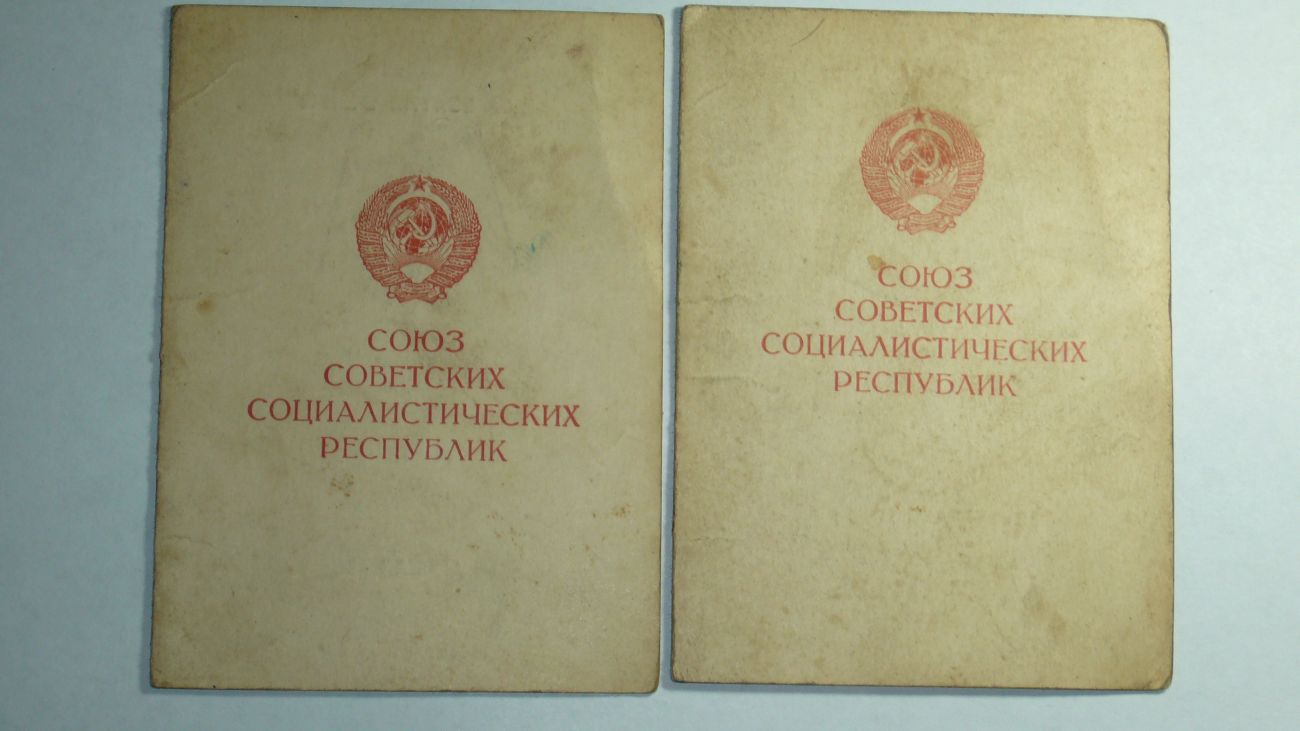 СОЮЗ
СОВЕТСКИХ
СОЦИАЛИСТИЧЕСКИХ
РЕСПУБЛИК
СОЮЗ
СОВЕТСКИХ
СОЦИАЛИСТИЧЕСКИХ
РЕСПУБЛИК